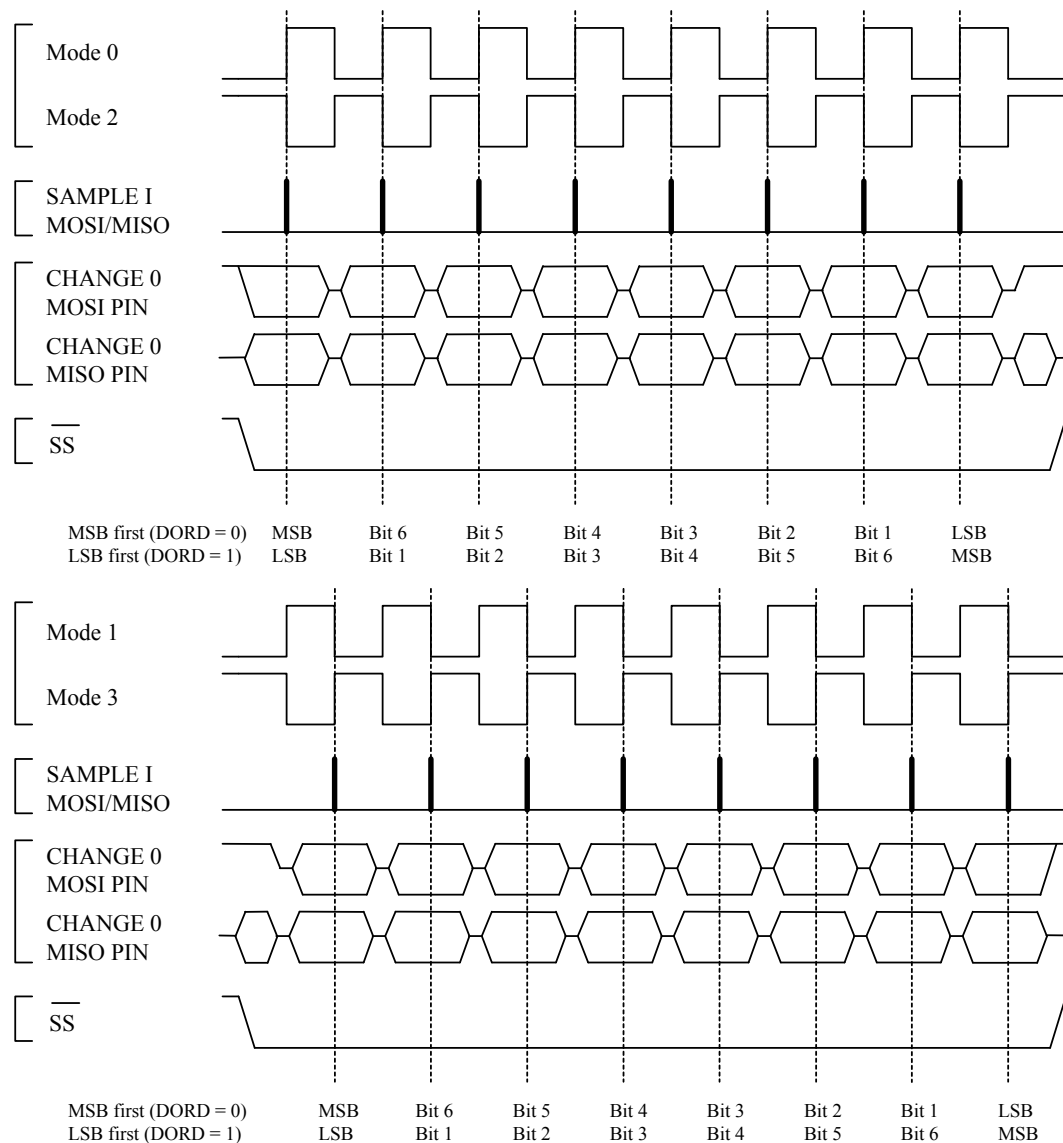 Mode 0
Mode 2
SAMPLE I
MOSI/MISO
CHANGE 0
MOSI PIN
CHANGE 0
MISO PIN
SS
MSB first (DORD = 0) MSB Bit 6 Bit 5 Bit 4 Bit 3 Bit 2 Bit 1 LSB
LSB first (DORD = 1) LSB Bit 1 Bit 2 Bit 3 Bit 4 Bit 5 Bit 6 MSB
Mode 1
Mode 3
SAMPLE I
MOSI/MISO
CHANGE 0
MOSI PIN
CHANGE 0
MISO PIN
SS
MSB first (DORD = 0) MSB Bit 6 Bit 5 Bit 4 Bit 3 Bit 2 Bit 1 LSB
LSB first (DORD = 1) LSB Bit 1 Bit 2 Bit 3 Bit 4 Bit 5 Bit 6 MSB